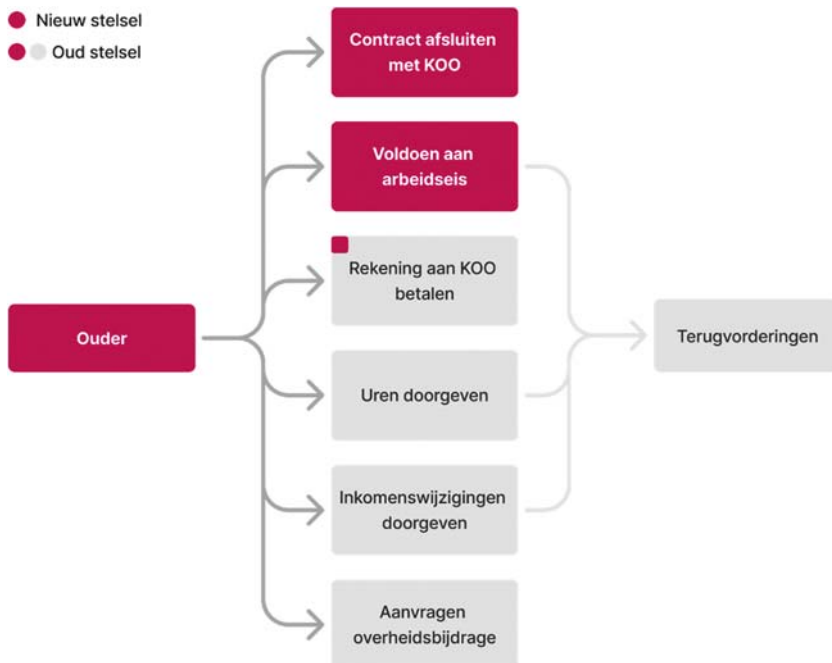 Nieuw stelsel
Oud stelsel
Contract afsluiten
met KOO
Voldoen aan
arbeidseis
Rekening aan KOO
betalen
Ouder
Terugvorderingen
Uren doorgeven
Inkomenswijzigingen
doorgeven
Aanvragen
overheidsbijdrage